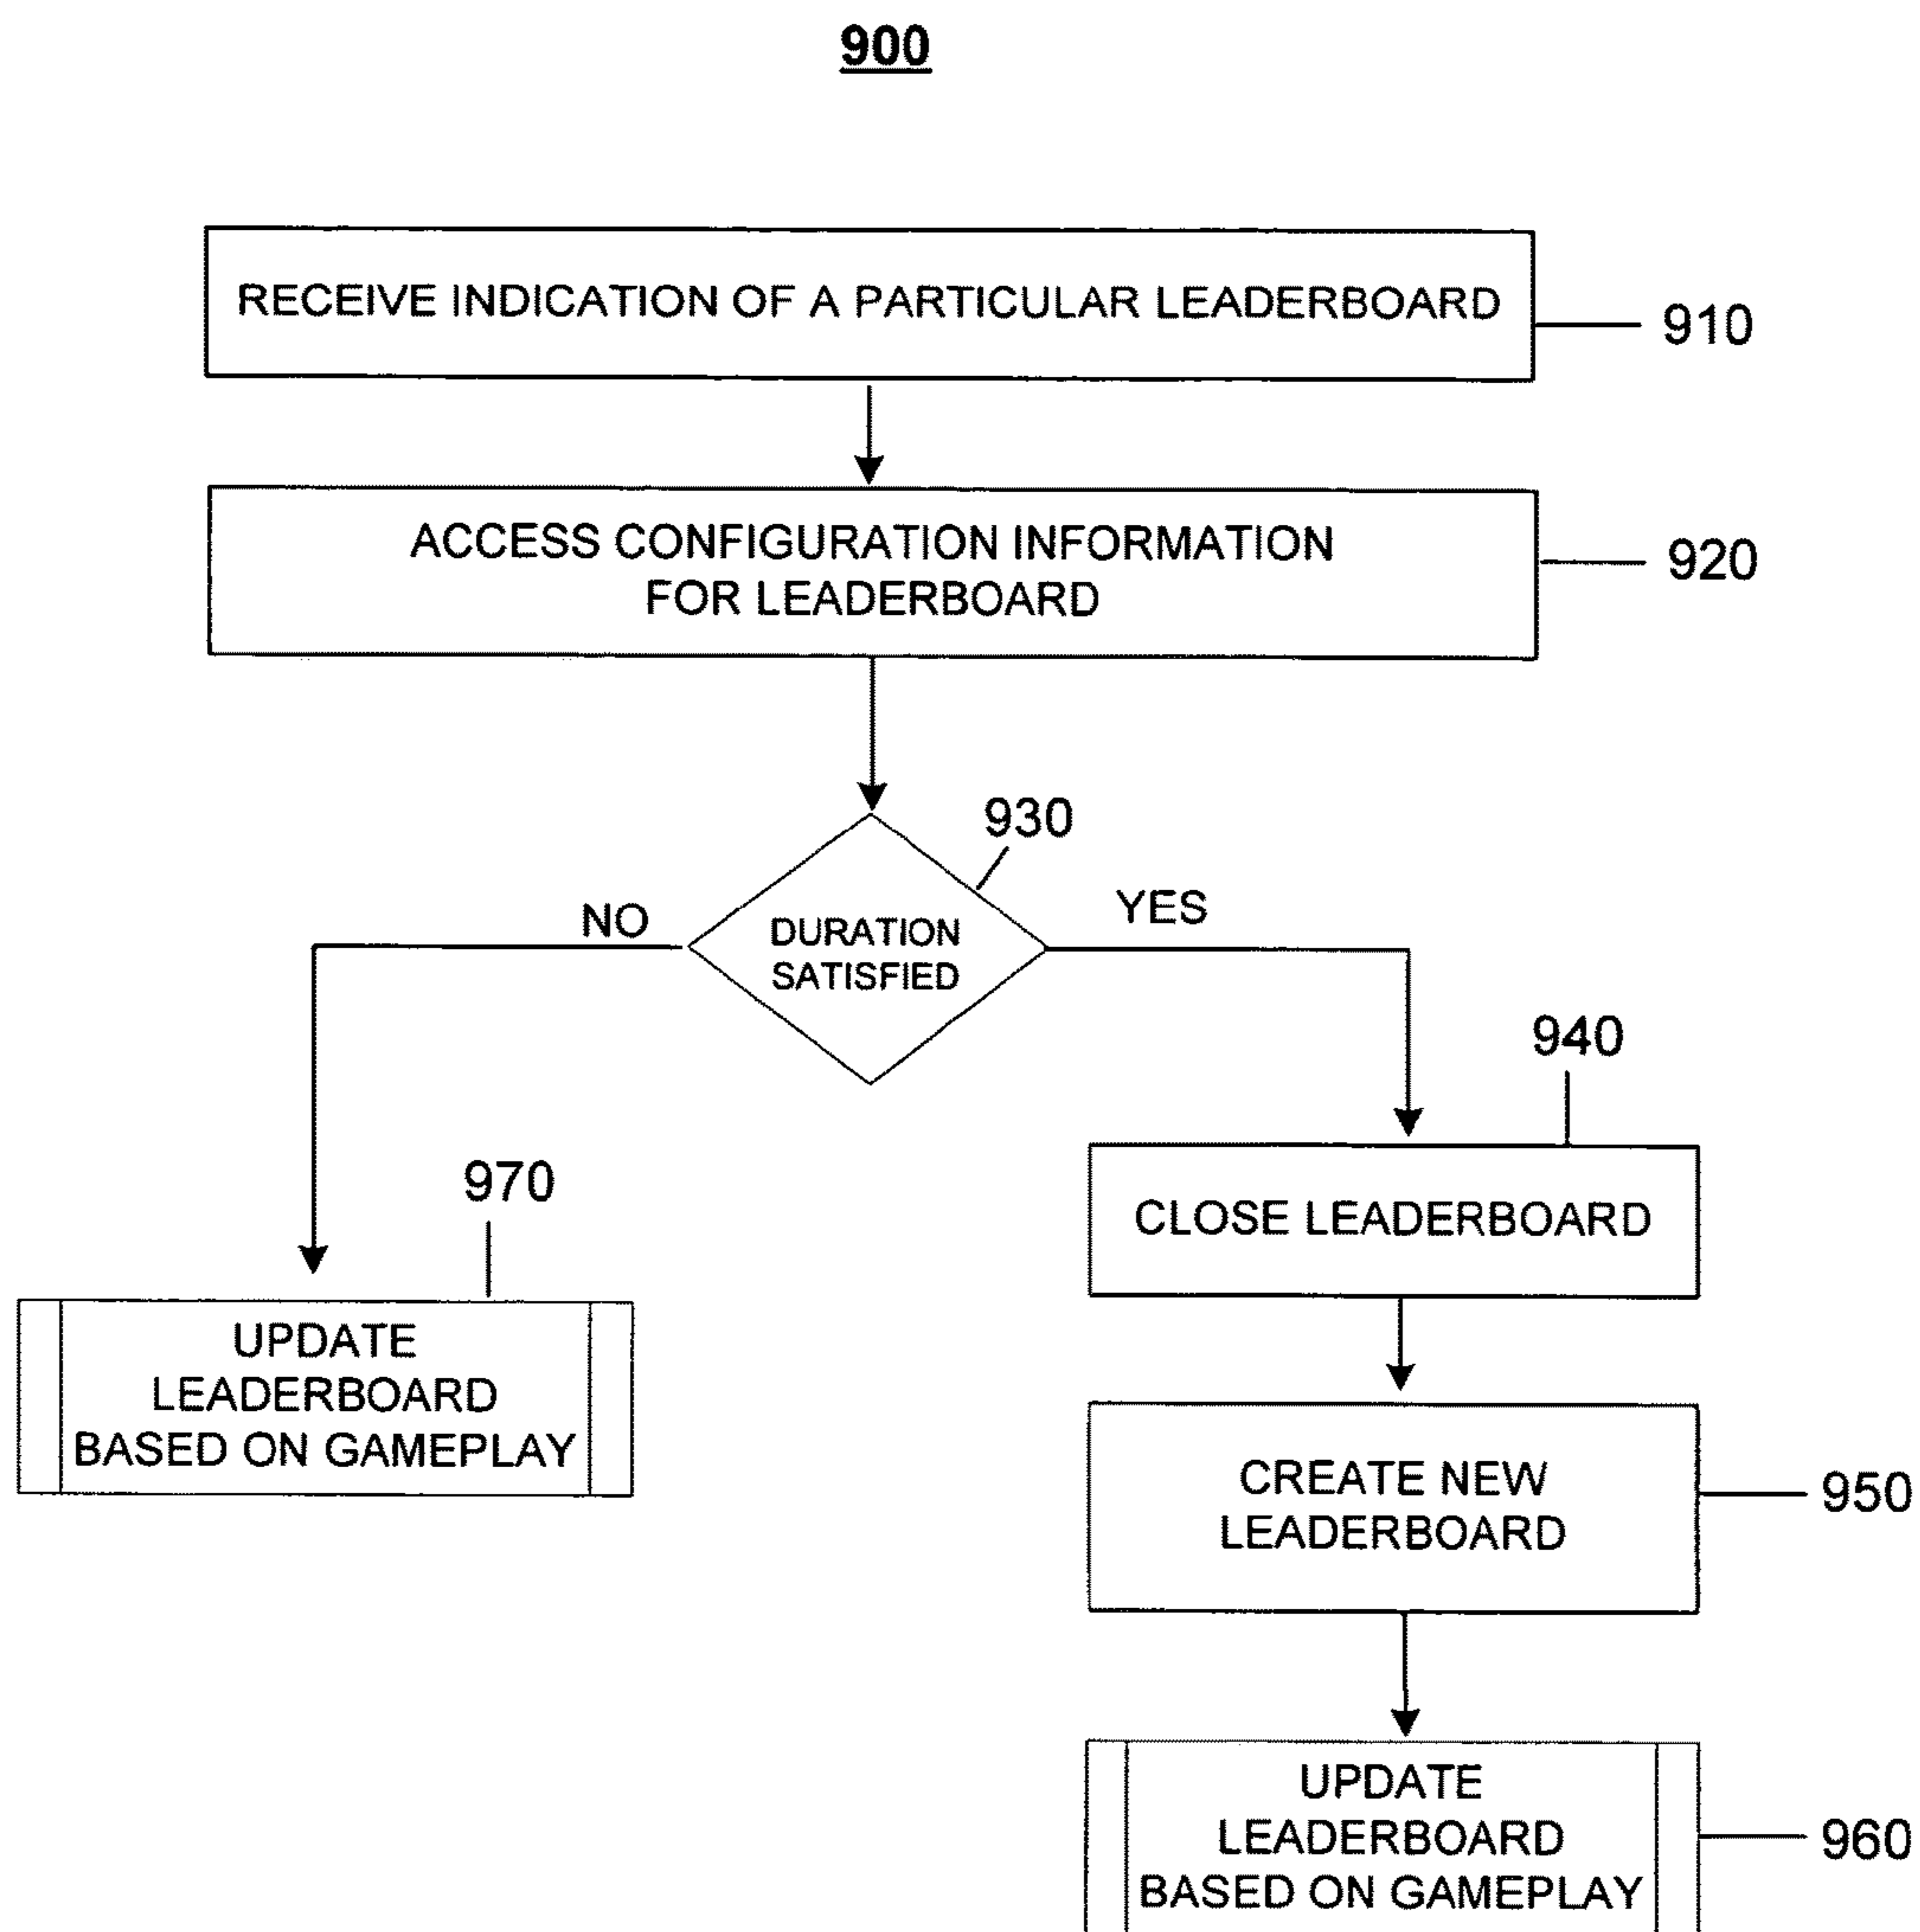 900
RECEIVE INDICATION OF A PARTICULAR LEADERBOARD
910
ACCESS CONFIGURATION INFORMATION
FOR LEADERBOARD
920
930
NO
YES
DURATION
SATISFIED
940
CLOSE LEADERBOARD
970
UPDATE
LEADERBOARD
BASED ON GAMEPLAY
CREATE NEW
LEADERBOARD
950
UPDATE
LEADERBOARD
BASED ON GAMEPLAY
960